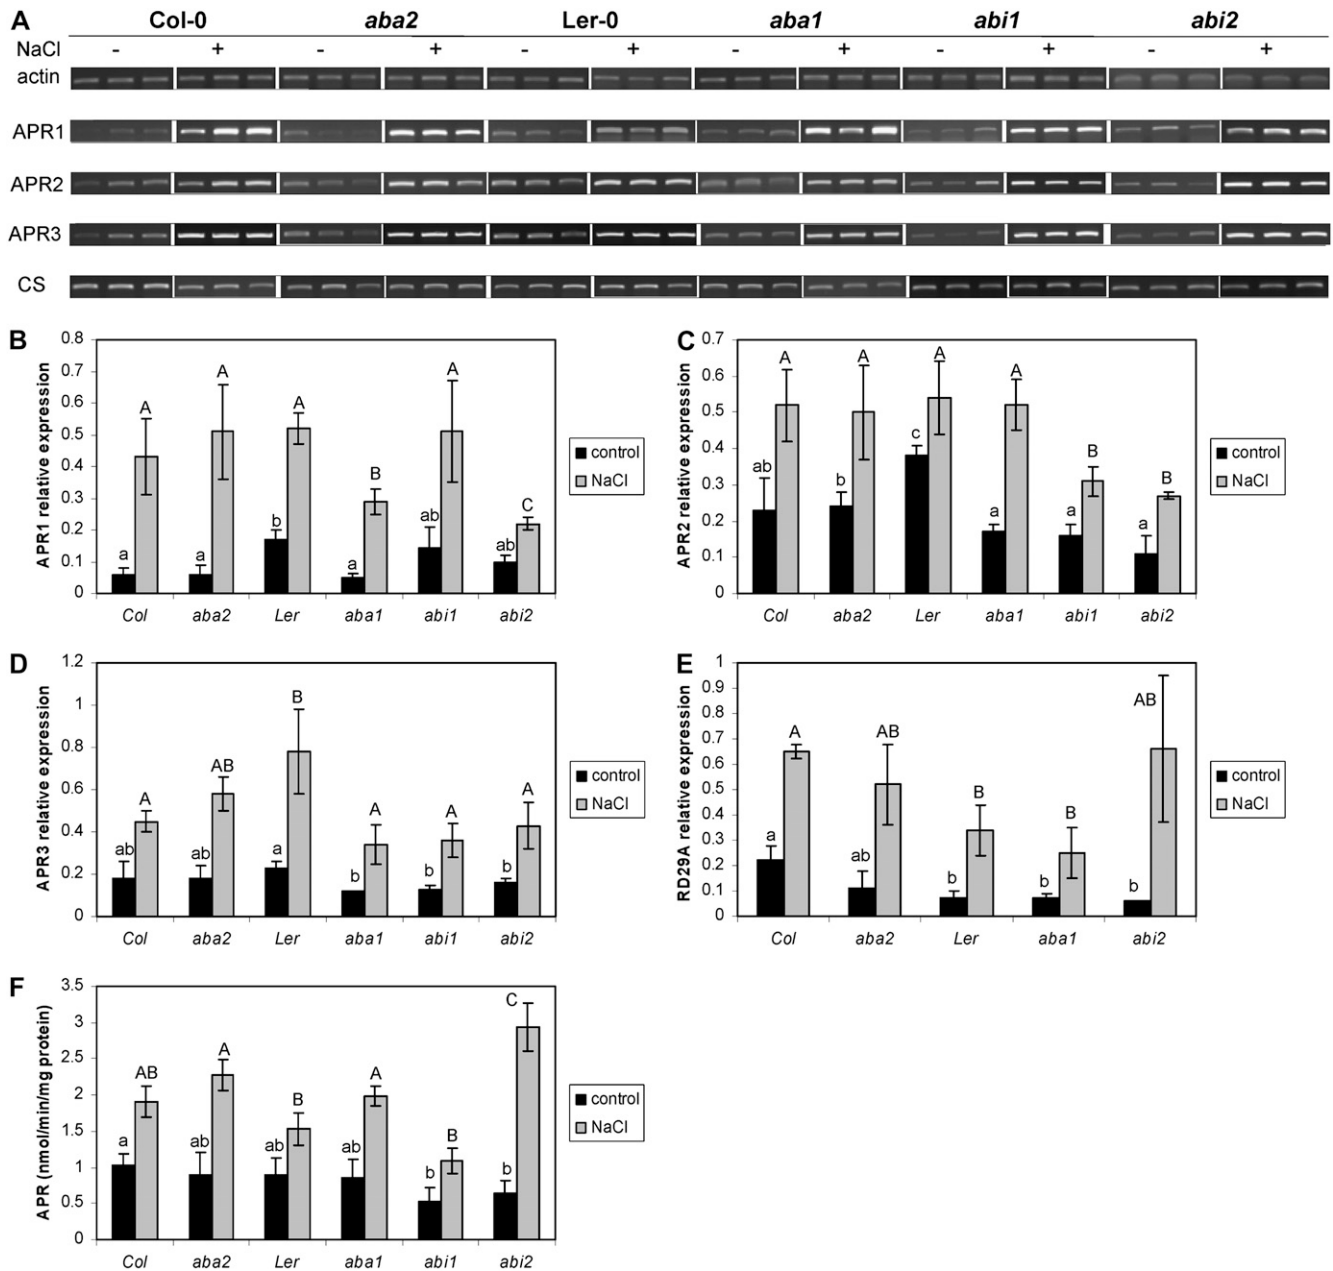 A Col-0 aba2 Ler-0 aba1 abi1 abi2
NaCl - + - + - + - + - + - +
actin
APR1
APR2
APR3
CS
B
APR1 relative expression
0.8
0.7
0.6
0.5
0.4
0.3
0.2
0.1
0
a A a A b A a B ab A ab C
Col aba2 Ler aba1 abi1 abi2
control
NaCl
C
APR2 relative expression
0.7
0.6
0.5
0.4
0.3
0.2
0.1
0
ab A b A c A a A a B a B
Col aba2 Ler aba1 abi1 abi2
control
NaCl
D
APR3 relative expression
1.2
1
0.8
0.6
0.4
0.2
0
ab A ab AB a B b A b A b A
Col aba2 Ler aba1 abi1 abi2
control
NaCl
E
RD29A relative expression
1
0.9
0.8
0.7
0.6
0.5
0.4
0.3
0.2
0.1
0
a A ab AB b B b B b AB
Col aba2 Ler aba1 abi2
control
NaCl
F
APR (nmol/min/mg protein)
3.5
3
2.5
2
1.5
1
0.5
0
a AB ab A ab B ab A b B b C
Col aba2 Ler aba1 abi1 abi2
control
NaCl